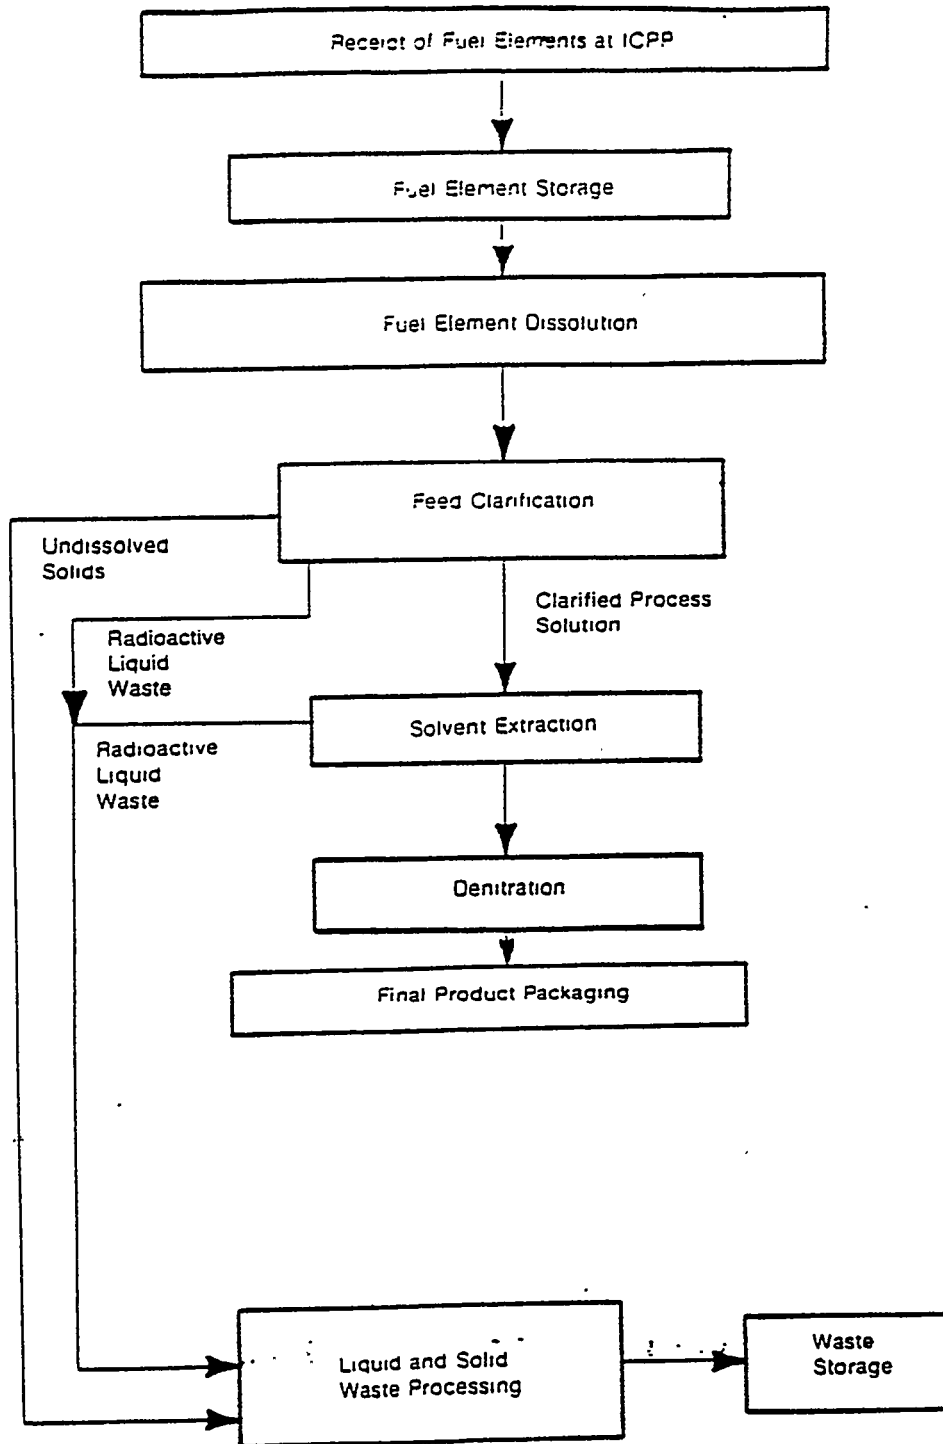 Receipt of Fuel Elements at ICPP
Fuel Element Storage
Fuel Element Dissolution
Feed Clarification
Undissolved
Solids
Clarified Process
Solution
Radioactive
Liquid
Waste
Solvent Extraction
Radioactive
Liquid
Waste
Denitration
Final Product Packaging
Liquid and Solid
Waste Processing
Waste
Storage